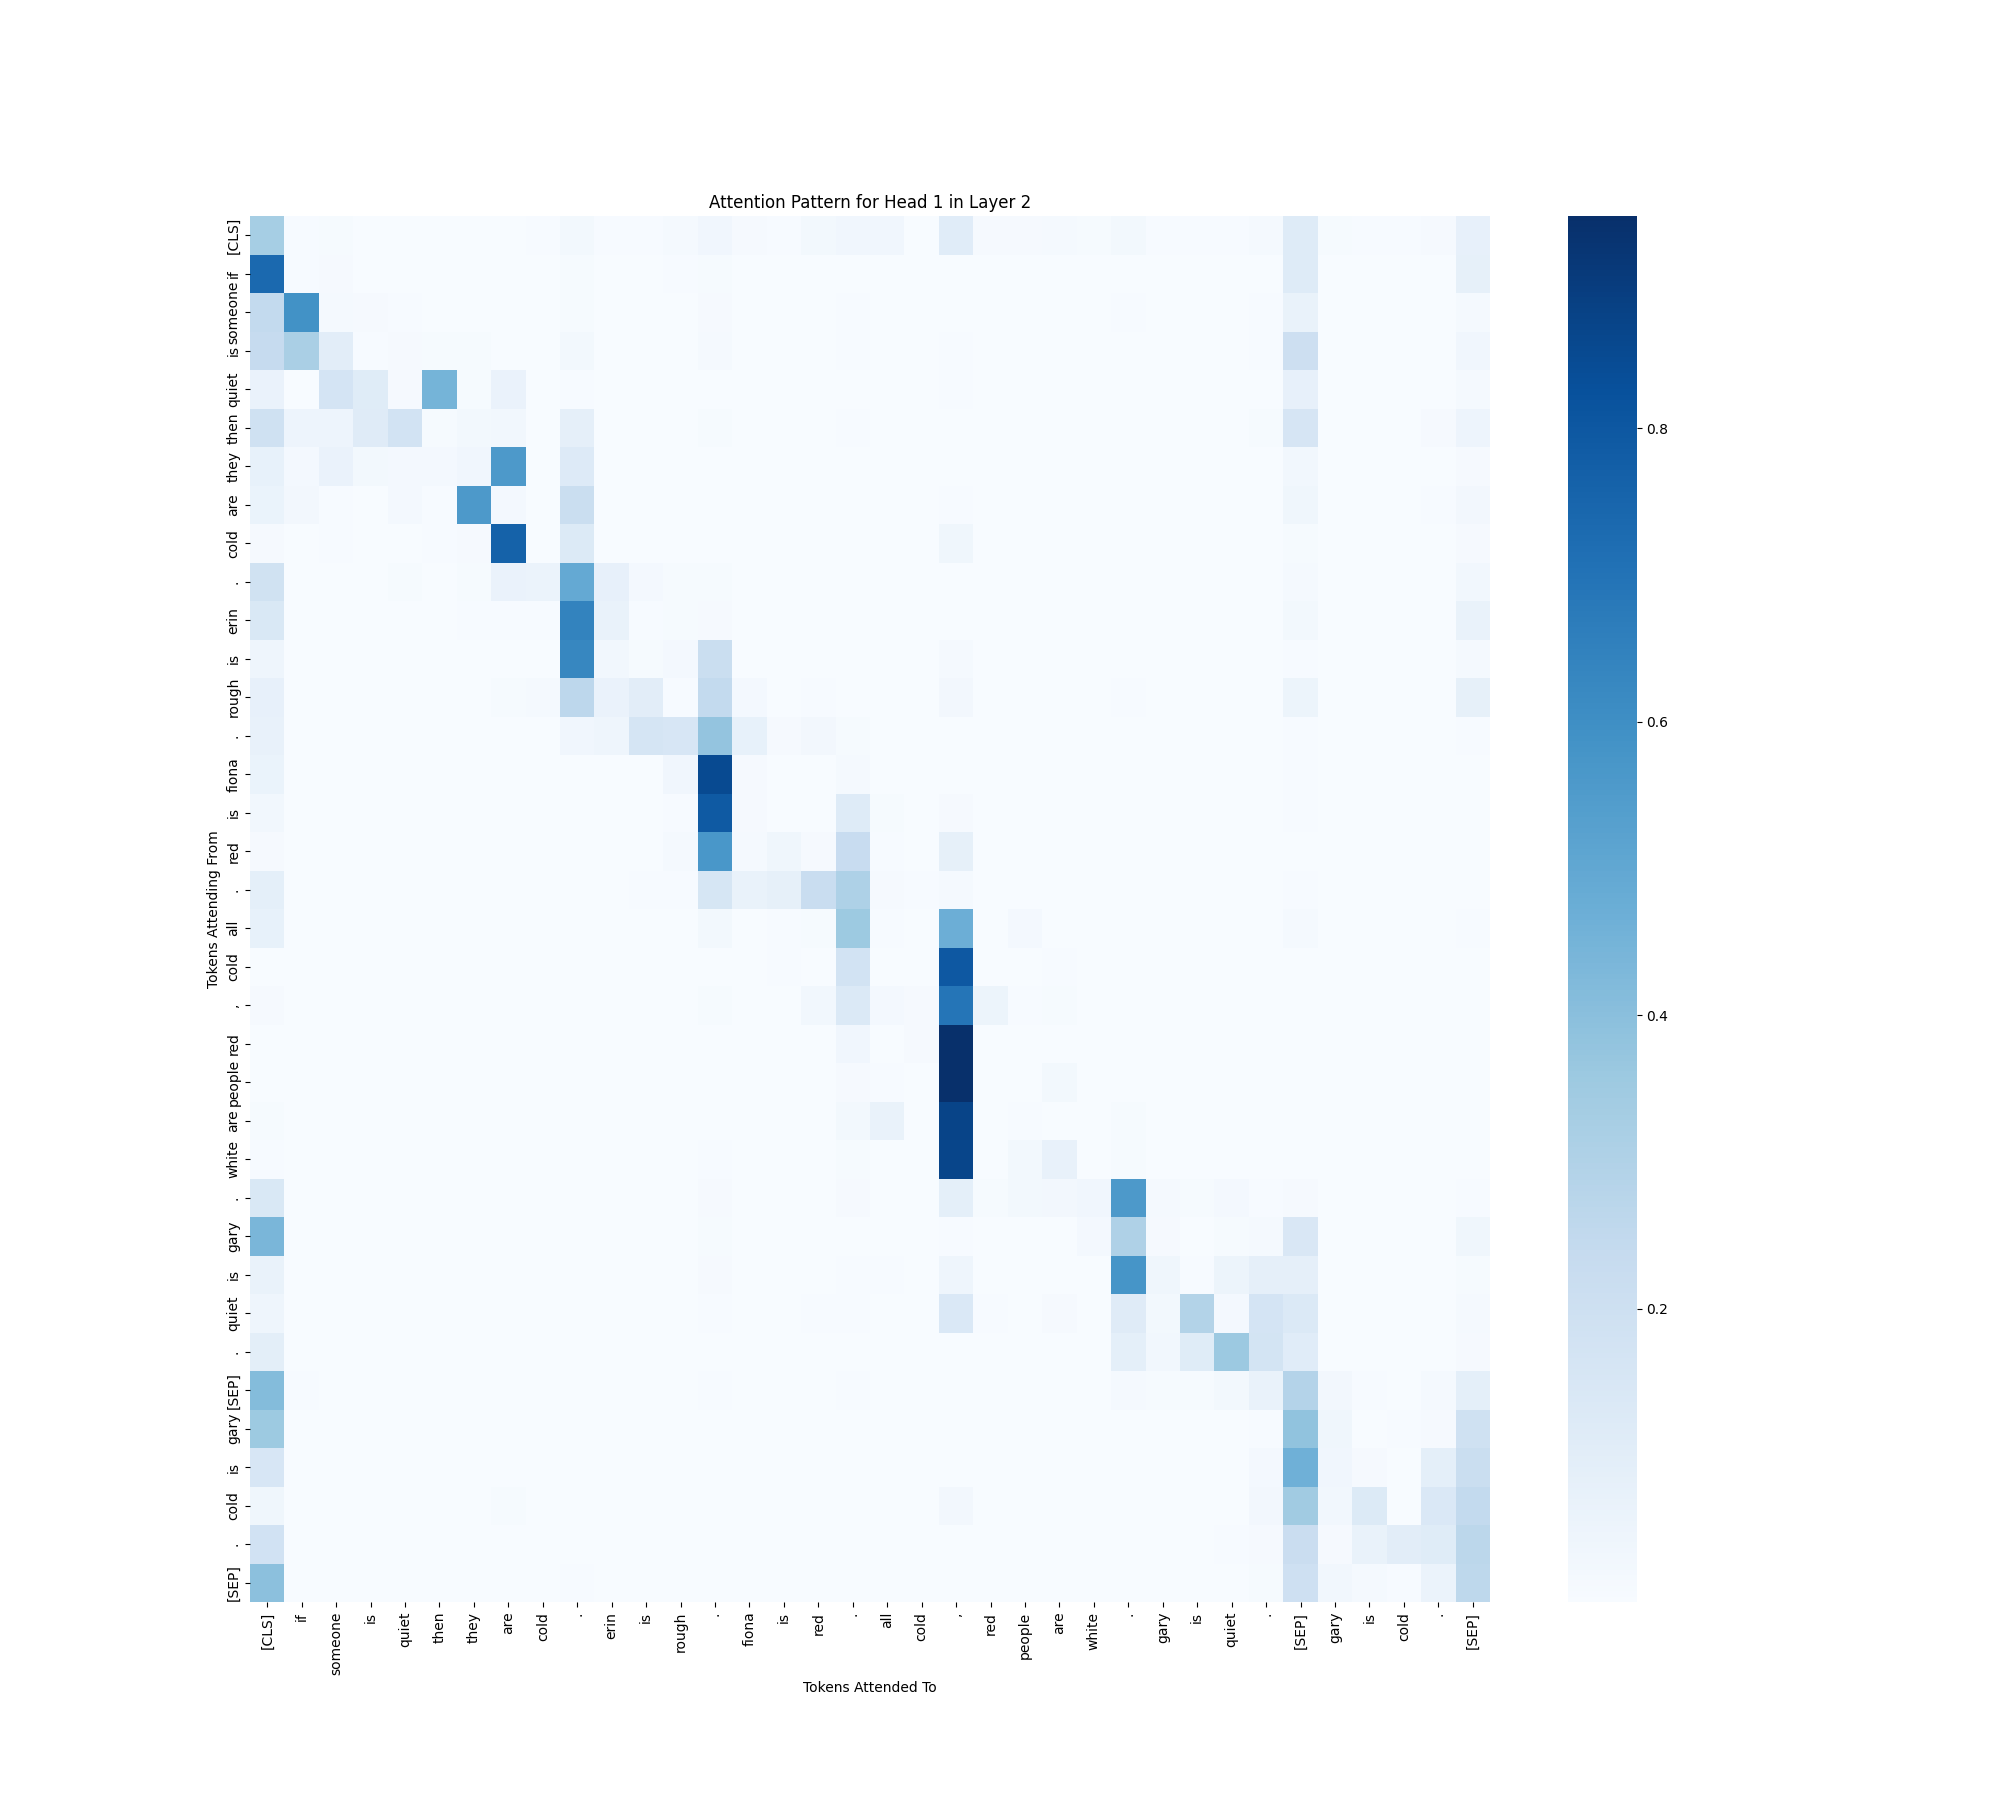 Attention Pattern for Head 1 in Layer 2
Tokens Attending From
[CLS]
if
someone
is
quiet
then
they
are
cold
.
erin
is
rough
.
fiona
is
red
.
all
cold
,
red
people
are
white
.
gary
is
quiet
.
[SEP]
gary
is
cold
.
[SEP]
[CLS]
if
someone
is
quiet
then
they
are
cold
.
erin
is
rough
.
fiona
is
red
.
all
cold
,
red
people
are
white
.
gary
is
quiet
.
[SEP]
gary
is
cold
.
[SEP]
Tokens Attended To
0.8
0.6
0.4
0.2